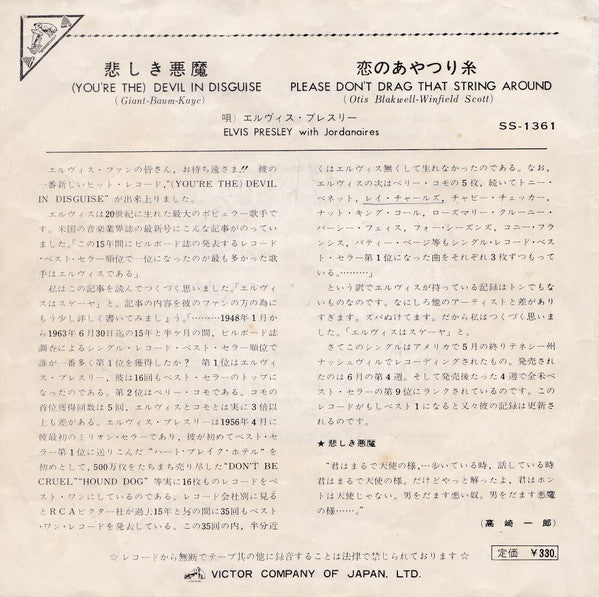 悲しき悪魔
(YOU'RE THE) DEVIL IN DISGUISE
(Giant-Baum-Kaye)
恋のあやつり糸
PLEASE DON'T DRAG THAT STRING AROUND
(Otis Blakwell-Winfield Scott)
唄) エルヴィス・プレスリー
ELVIS PRESLEY with Jordanaires
SS-1361
エルヴィス・ファンの皆さん、お待ち遠さま!! 彼の
一番新しいヒット・レコード、"(YOU'RE THE) DEVIL
IN DISGUISE" が出来上りました。
エルヴィスは20世紀に生れた最大のポピュラー歌手で
す。米国の音楽業界誌の最新号にこんな記事がのってい
ました。「この15年間にビルボード誌の発表するレコード
・ベスト・セラー順位で一位になったのが最も多かった歌
手はエルヴィスである」
私はこの記事を読んでつくづく思いました。「エルヴィ
スはスゲーヤ」と。記事の内容を彼のファンの方の為に
もう少し詳しく書いてみましょう。「………1948年1月か
ら1963年6月30日迄の15年と半ヶ月の間、ビルボード誌
調査によるシングル・レコード・ベスト・セラー順位で
誰が一番多く第1位を獲得したか? 第1位はエルヴィ
ス・プレスリー、彼は16回もベスト・セラーのトップに
なったのである。第2位はペリー・コモである。コモの
首位獲得回数は5回、エルヴィスとコモとは実に3倍以
上も差がある。エルヴィス・プレスリーは1956年4月に
彼最初のミリオン・セラーであり、彼が初めてベスト・セ
ラー第1位に送りこんだ "ハート・ブレイク・ホテル" を
初めとして、500万枚をたちまち売り尽した "DON'T BE
CRUEL" "HOUND DOG" 等実に16枚ものレコードをベ
スト・ワンにしているのである。レコード会社別に見る
とRCAビクター社が過去15年と½の間に35回もベスト
・ワン・レコードを発表している。この35回の内、半分近
くはエルヴィス無くして生れなかったのである。なお、
エルヴィスの次はペリー・コモの5枚、続いてトニー・
ベネット、レイ・チャールズ、チャビー・チェッカー、
ナット・キング・コール、ローズマリー・クルーニー・
パーシー・フェイス、フォー・シーズンズ、コニー・フラ
ンシス、パティー・ページ等もシングル・レコード・ベス
ト・セラー第1位になった曲をそれぞれ3枚ずつもって
いる。………」
という訳でエルヴィスが持っている記録はトンでもな
いものなのです。なにしろ他のアーティストと差があり
すぎます。ズバぬけてます。だから私はつくづく思いま
した。「エルヴィスはスゲーヤ」と。
さてこのシングルはアメリカで5月の終りテネシー州
ナッシュヴィルでレコーディングされたもの。発売され
たのは6月の第4週。そして発売後たった4週で全米ベ
スト・セラーの第9位にランクされているのです。この
レコードがもしベスト1になると又々彼の記録は更新さ
れるのです。
★悲しき悪魔
"君はまるで天使の様、…歩いている時、話している時
君はまるで天使の様。だけどやっと解ったよ、君はホン
トは天使じゃない。男をだます悪い奴。男をだます悪魔
の様……。"
(高崎一郎)
☆レコードから無断でテープ其の他に録音することは法律で禁じられております☆
定価 ¥330.
VICTOR COMPANY OF JAPAN, LTD.